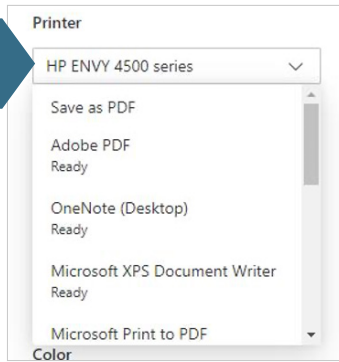 Printer
HP ENVY 4500 series
Save as PDF
Adobe PDF
Ready
OneNote (Desktop)
Ready
Microsoft XPS Document Writer
Ready
Microsoft Print to PDF
Color